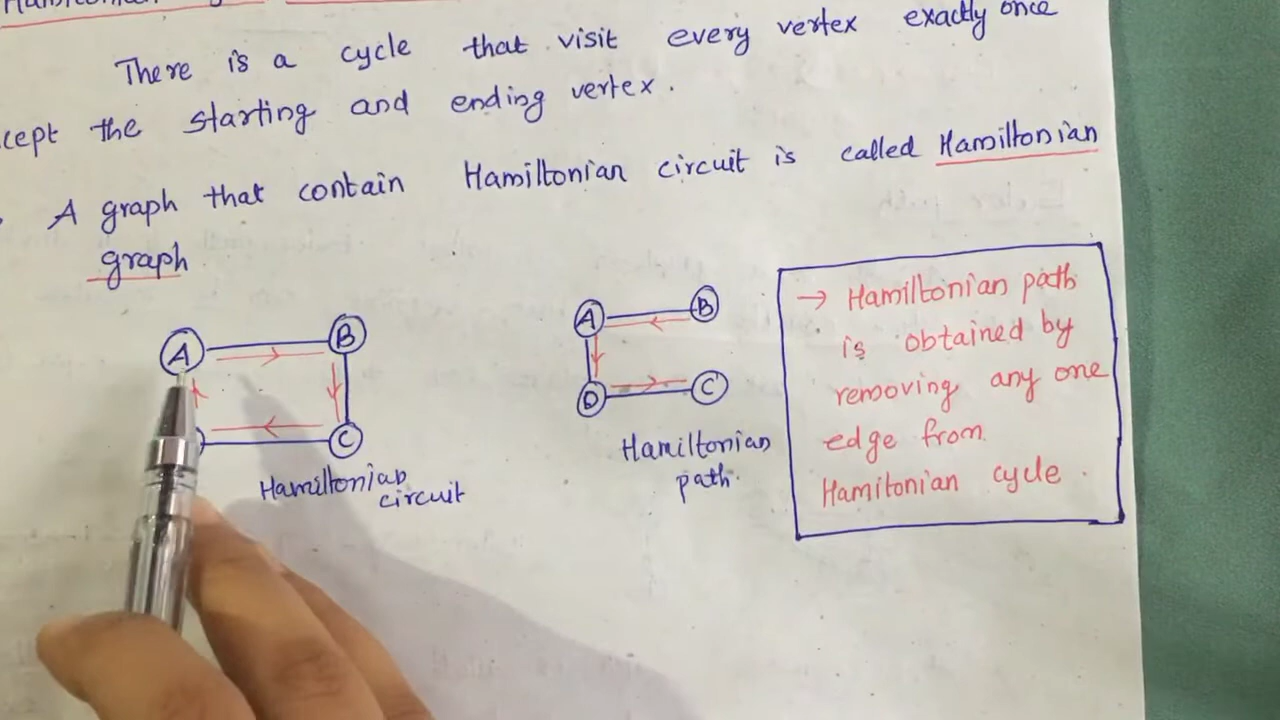 There is a cycle that visit every vertex exactly once
cept the starting and ending vertex.
A graph that contain Hamiltonian circuit is called Hamiltonian
graph
A B
C
Hamiltonian
circuit
A B
D C
Hamiltonian
path.
→ Hamiltonian path
is obtained by
removing any one
edge from
Hamitonian cycle.